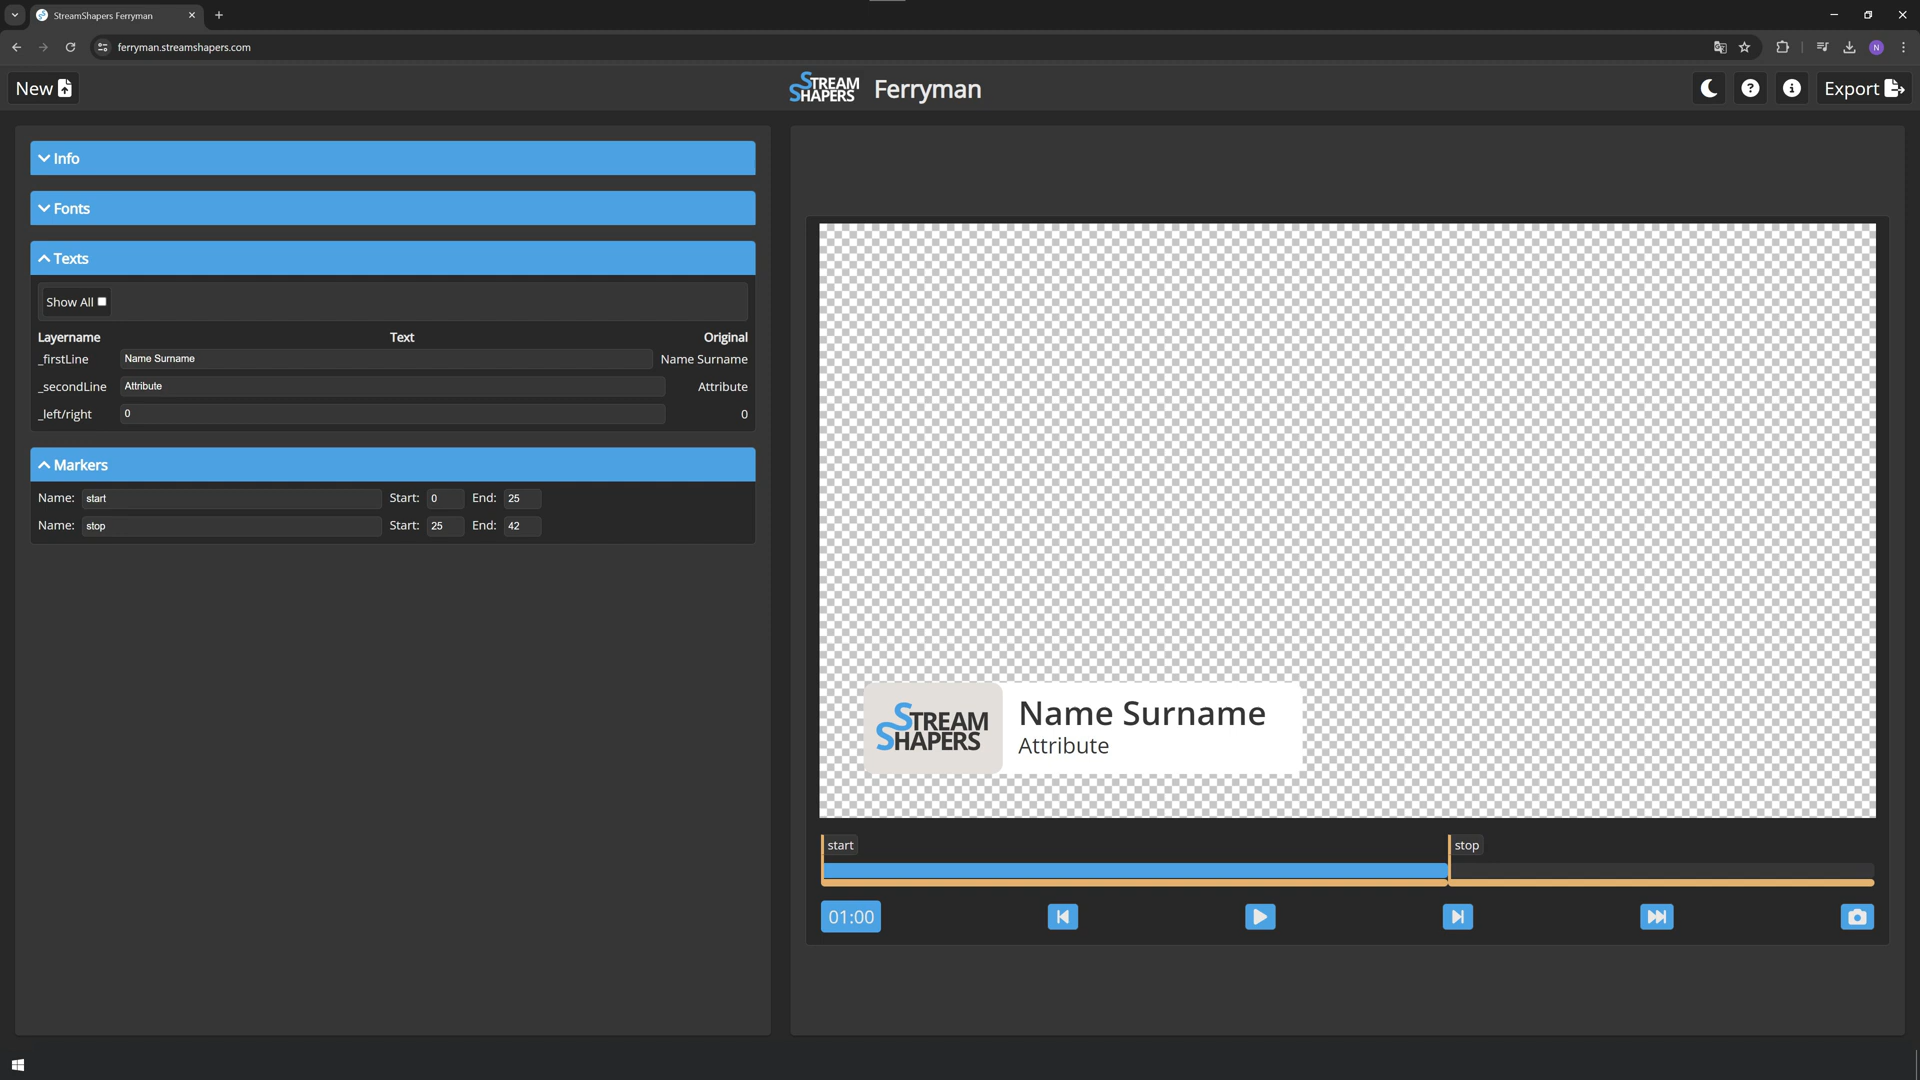 StreamShapers Ferryman
ferryman.streamshapers.com
N
New
STREAM
SHAPERS
Ferryman
Export
Info
Fonts
Texts
Show All
Layername Text Original
_firstLine Name Surname Name Surname
_secondLine Attribute Attribute
_left/right 0 0
Markers
Name: start Start: 0 End: 25
Name: stop Start: 25 End: 42
STREAM
SHAPERS
Name Surname
Attribute
start stop
01:00